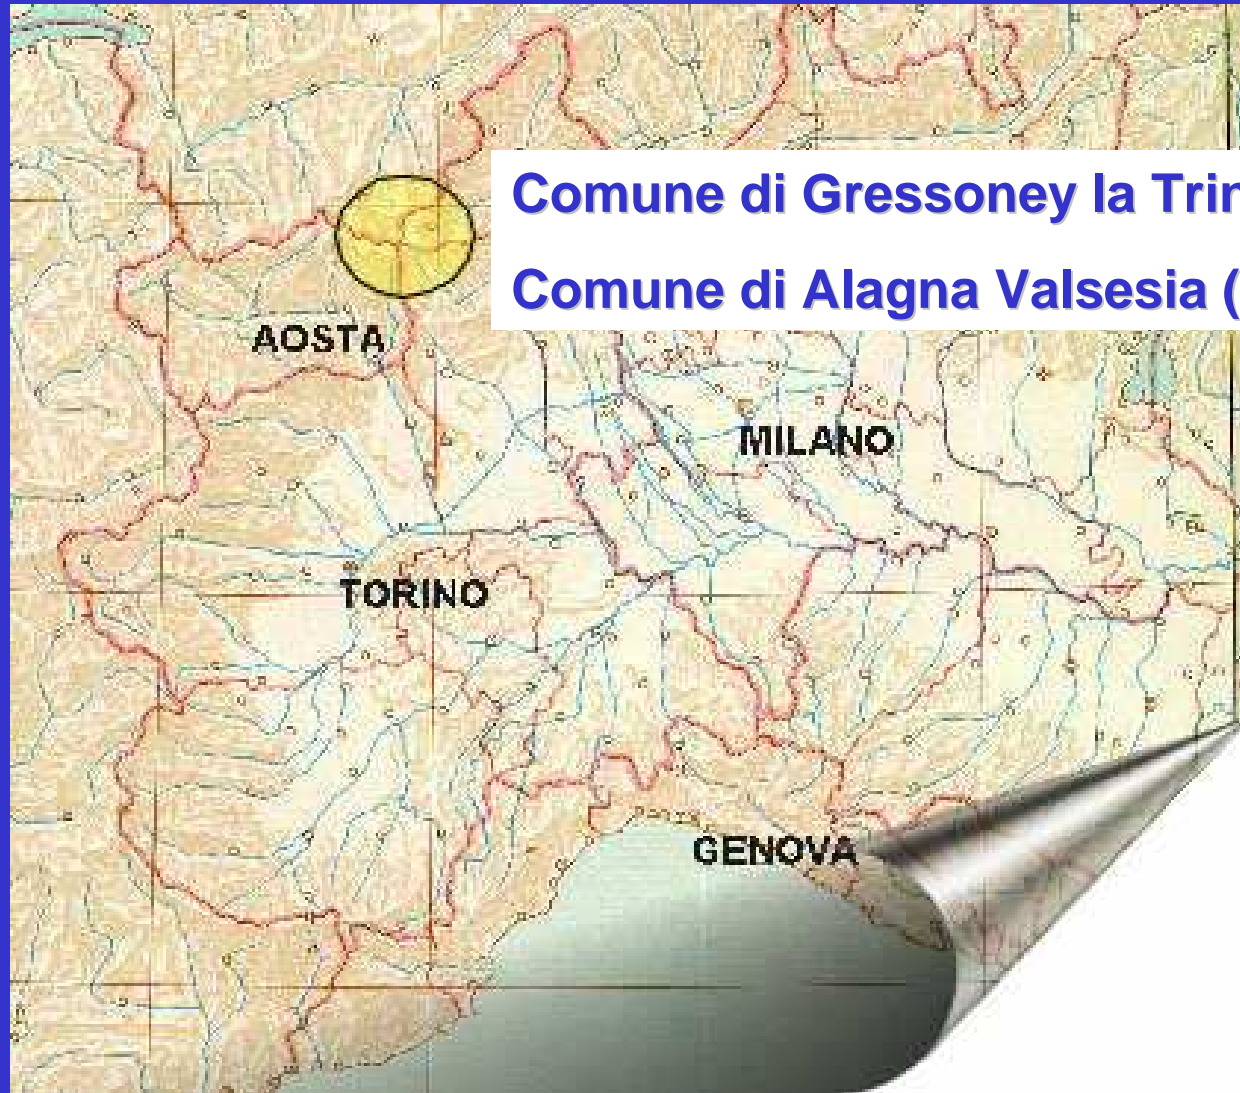 Comune di Gressoney la Trin
Comune di Alagna Valsesia (
AOSTA
MILANO
TORINO
GENOVA